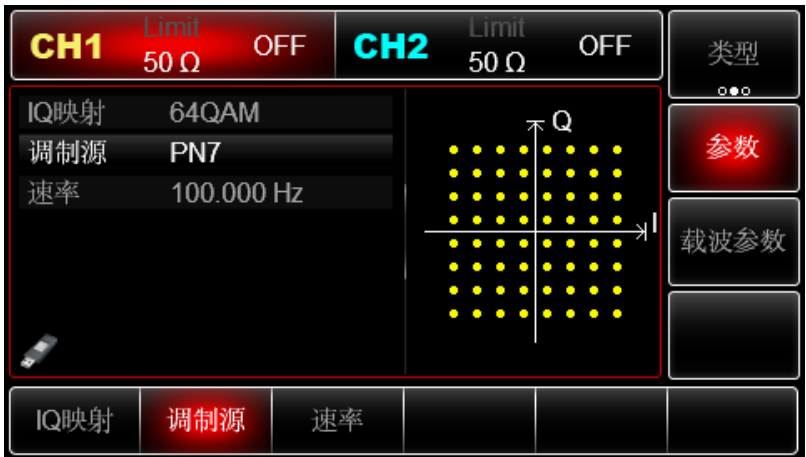 CH1 Limit 50 Ω OFF
CH2 Limit 50 Ω OFF
类型
IQ映射 64QAM
调制源 PN7
速率 100.000 Hz
Q
I
参数
载波参数
IQ映射 调制源 速率